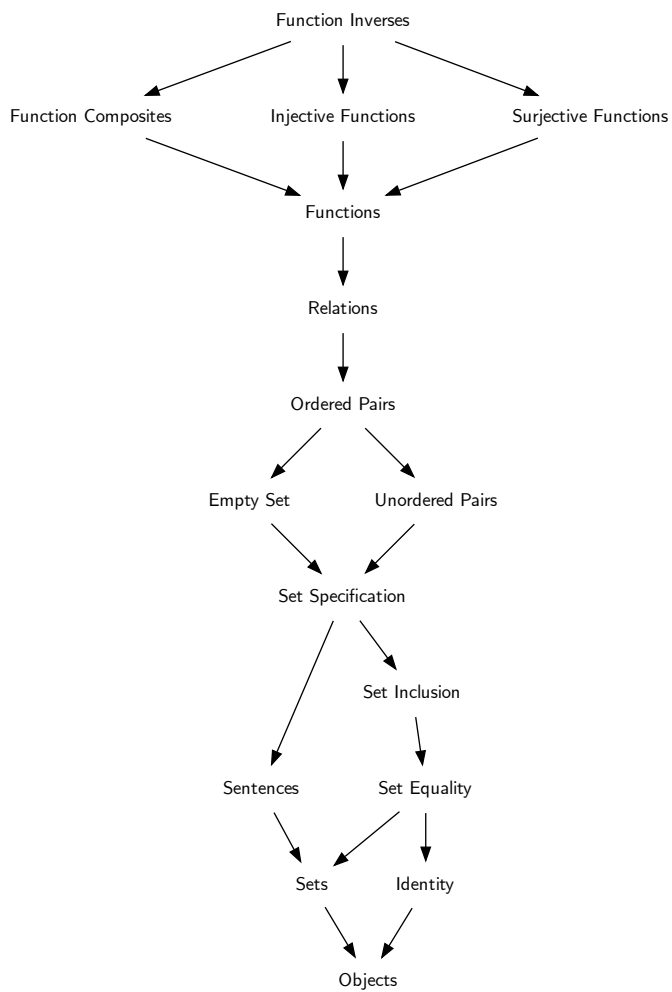 Function Inverses
Function Composites
Injective Functions
Surjective Functions
Functions
Relations
Ordered Pairs
Empty Set
Unordered Pairs
Set Specification
Set Inclusion
Sentences
Set Equality
Sets
Identity
Objects